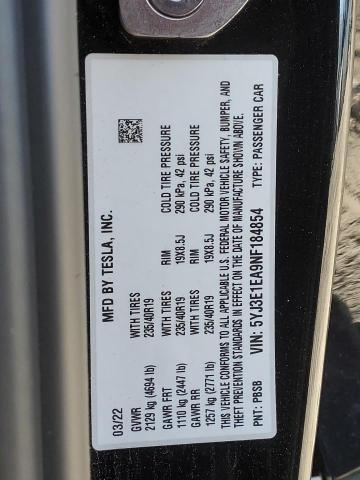 MFD BY TESLA, INC.
03/22
GVWR
2129 kg (4694 lb)
WITH TIRES
235/40R19
RIM
19X8.5J
COLD TIRE PRESSURE
290 kPa, 42 psi
GAWR FRT
1110 kg (2447 lb)
WITH TIRES
235/40R19
RIM
19X8.5J
COLD TIRE PRESSURE
290 kPa, 42 psi
GAWR RR
1257 kg (2771 lb)
WITH TIRES
235/40R19
THIS VEHICLE CONFORMS TO ALL APPLICABLE U.S. FEDERAL MOTOR VEHICLE SAFETY, BUMPER, AND
THEFT PREVENTION STANDARDS IN EFFECT ON THE DATE OF MANUFACTURE SHOWN ABOVE.
VIN: 5YJ3E1EA9NF184854
PNT: PBSB
TYPE: PASSENGER CAR